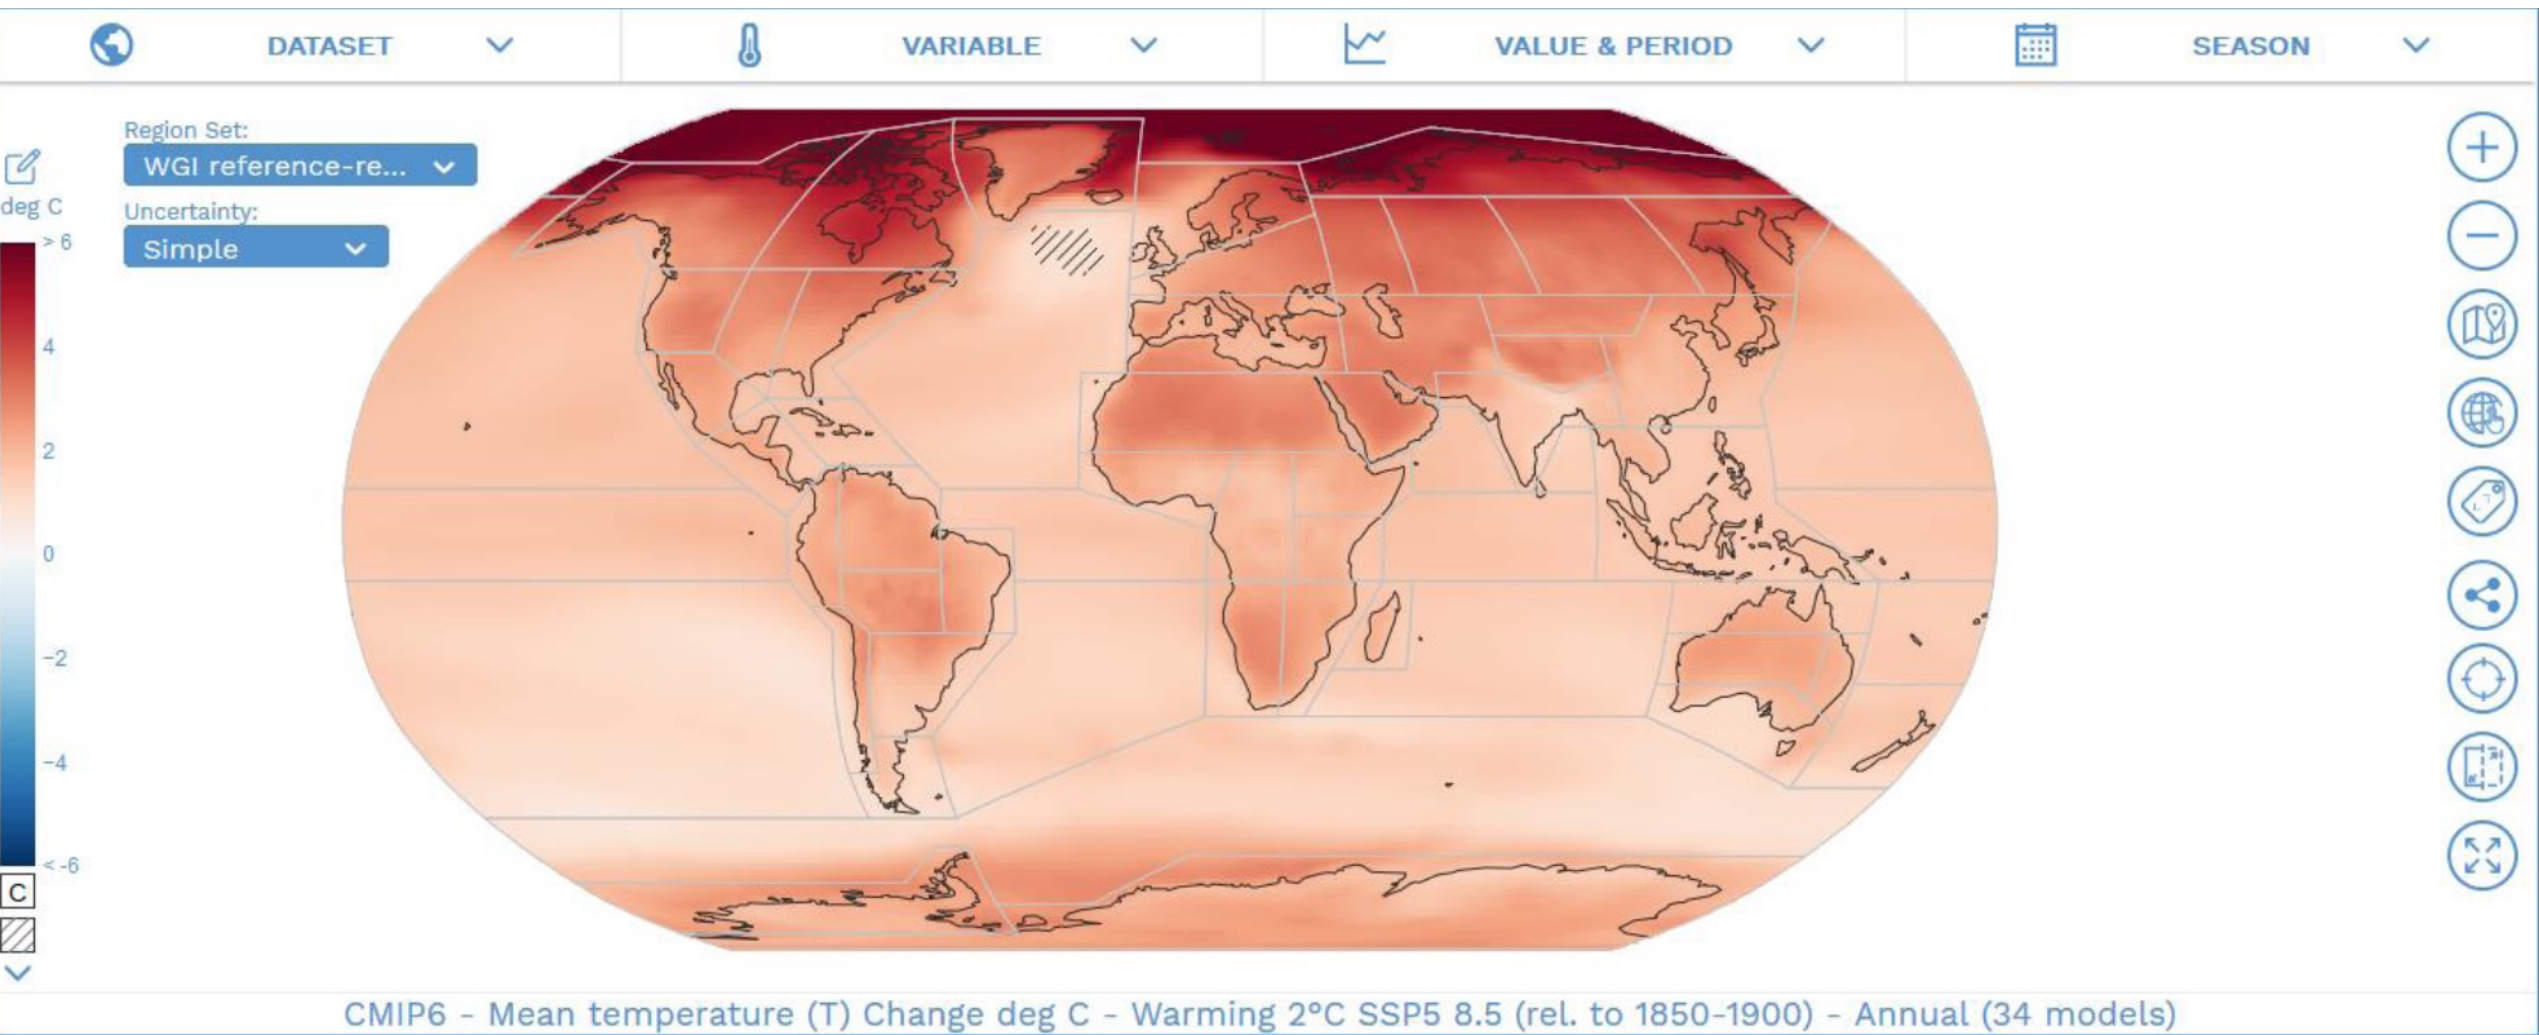 DATASET
VARIABLE
VALUE & PERIOD
SEASON
Region Set:
WGI reference-re...
Uncertainty:
Simple
deg C
> 6
4
2
0
−2
−4
< -6
C
CMIP6 - Mean temperature (T) Change deg C - Warming 2°C SSP5 8.5 (rel. to 1850-1900) - Annual (34 models)